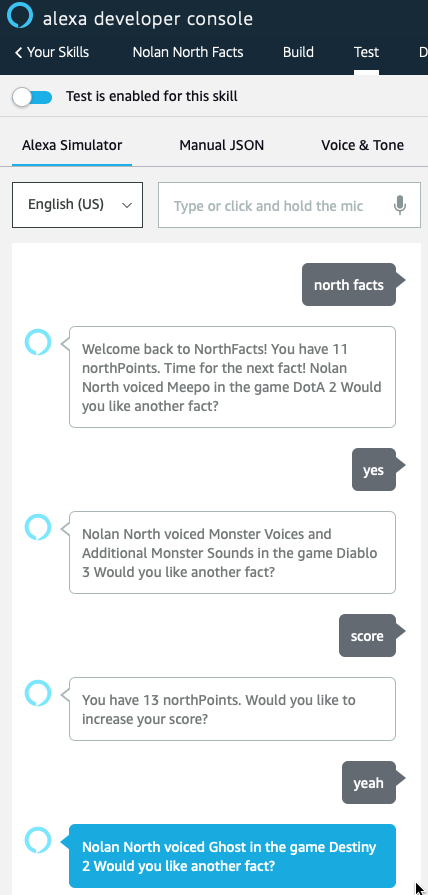 alexa developer console
Your Skills Nolan North Facts Build Test D
Test is enabled for this skill
Alexa Simulator Manual JSON Voice & Tone
English (US) Type or click and hold the mic
north facts
Welcome back to NorthFacts! You have 11
northPoints. Time for the next fact! Nolan
North voiced Meepo in the game DotA 2 Would
you like another fact?
yes
Nolan North voiced Monster Voices and
Additional Monster Sounds in the game Diablo
3 Would you like another fact?
score
You have 13 northPoints. Would you like to
increase your score?
yeah
Nolan North voiced Ghost in the game Destiny
2 Would you like another fact?